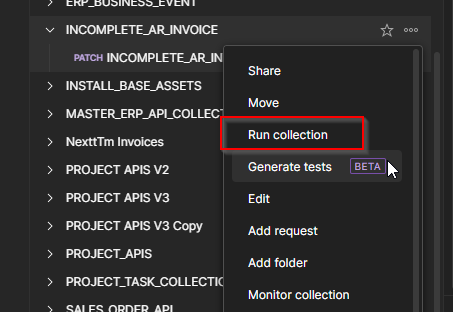 ERP_BUSINESS_EVENT
INCOMPLETE_AR_INVOICE
PATCH INCOMPLETE_AR_IN
INSTALL_BASE_ASSETS
MASTER_ERP_API_COLLECT
NexttTm Invoices
PROJECT APIS V2
PROJECT APIS V3
PROJECT APIS V3 Copy
PROJECT_APIS
PROJECT_TASK_COLLECTION
SALES_ORDER_API
Share
Move
Run collection
Generate tests BETA
Edit
Add request
Add folder
Monitor collection